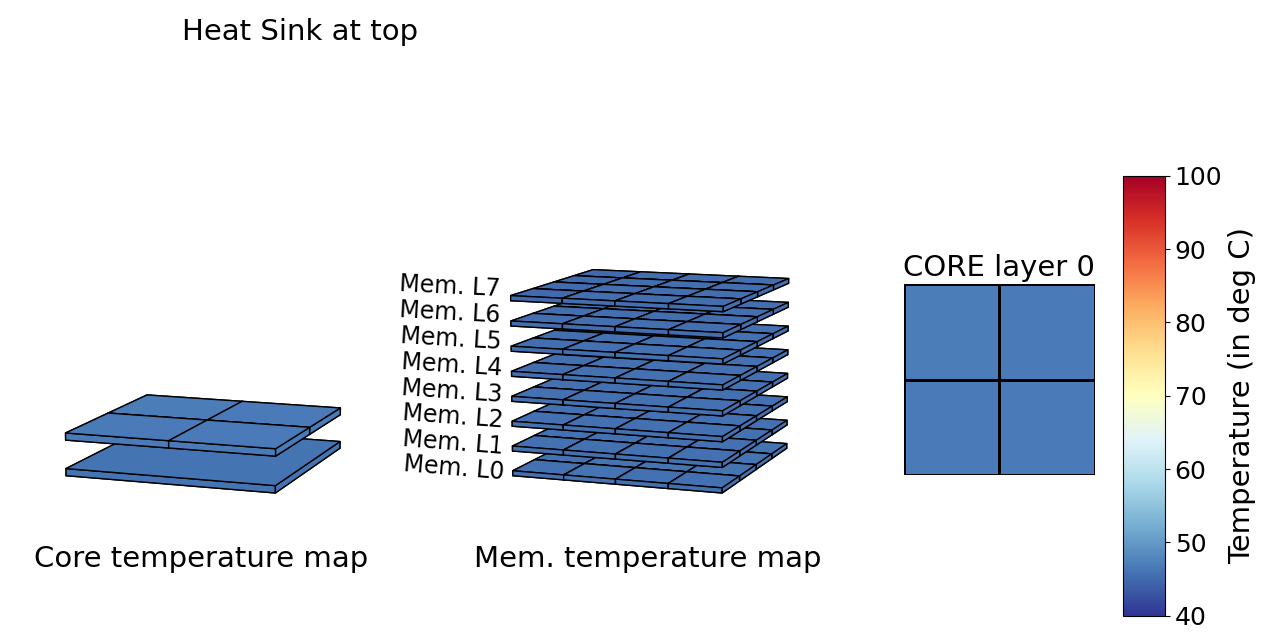 Heat Sink at top
Mem. L7
Mem. L6
Mem. L5
Mem. L4
Mem. L3
Mem. L2
Mem. L1
Mem. L0
Core temperature map
Mem. temperature map
CORE layer 0
100
90
80
70
60
50
40
Temperature (in deg C)